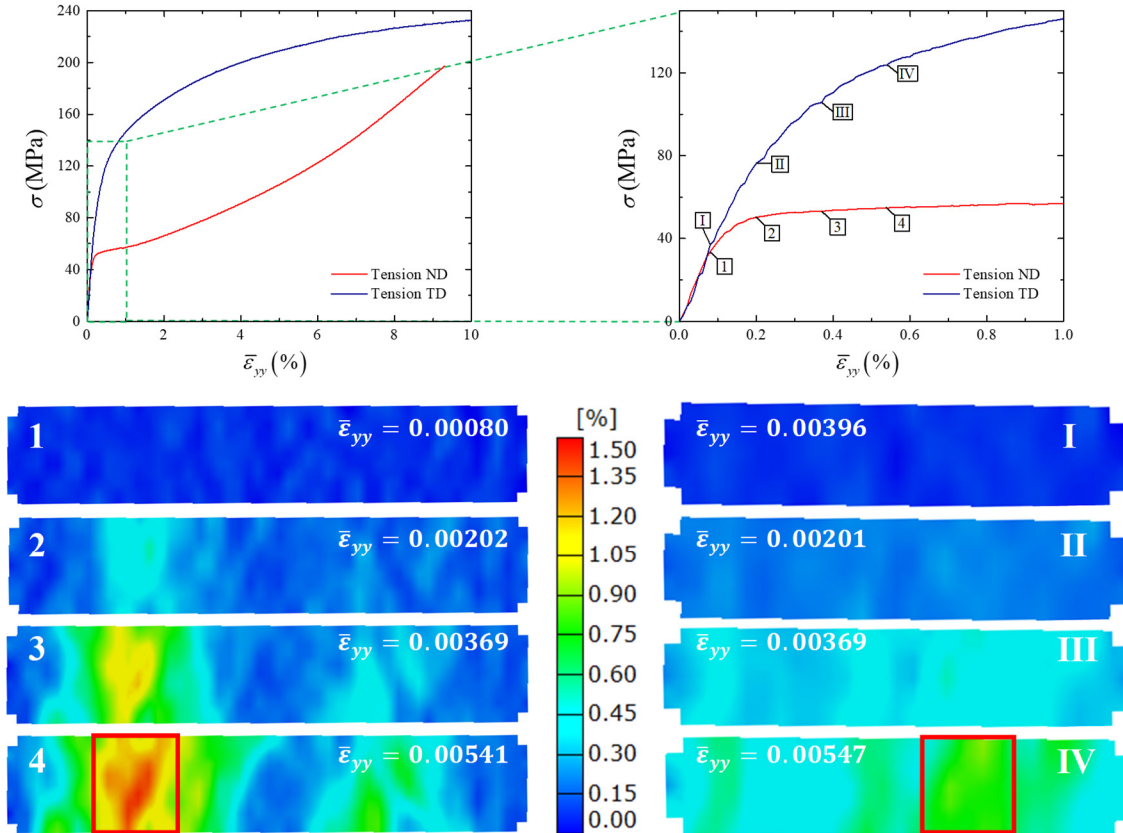 240
200
160
120
80
40
0
σ (MPa)
0 2 4 6 8 10
ε̅yy (%)
Tension ND
Tension TD
120
80
40
0
σ (MPa)
0.0 0.2 0.4 0.6 0.8 1.0
ε̅yy (%)
I
II
III
IV
1
2
3
4
Tension ND
Tension TD
1 ε̅yy = 0.00080
2 ε̅yy = 0.00202
3 ε̅yy = 0.00369
4 ε̅yy = 0.00541
[%]
1.50
1.20
1.05
0.90
0.75
0.60
0.45
0.30
0.15
0.00
ε̅yy = 0.00396 I
ε̅yy = 0.00201 II
ε̅yy = 0.00369 III
ε̅yy = 0.00547 IV